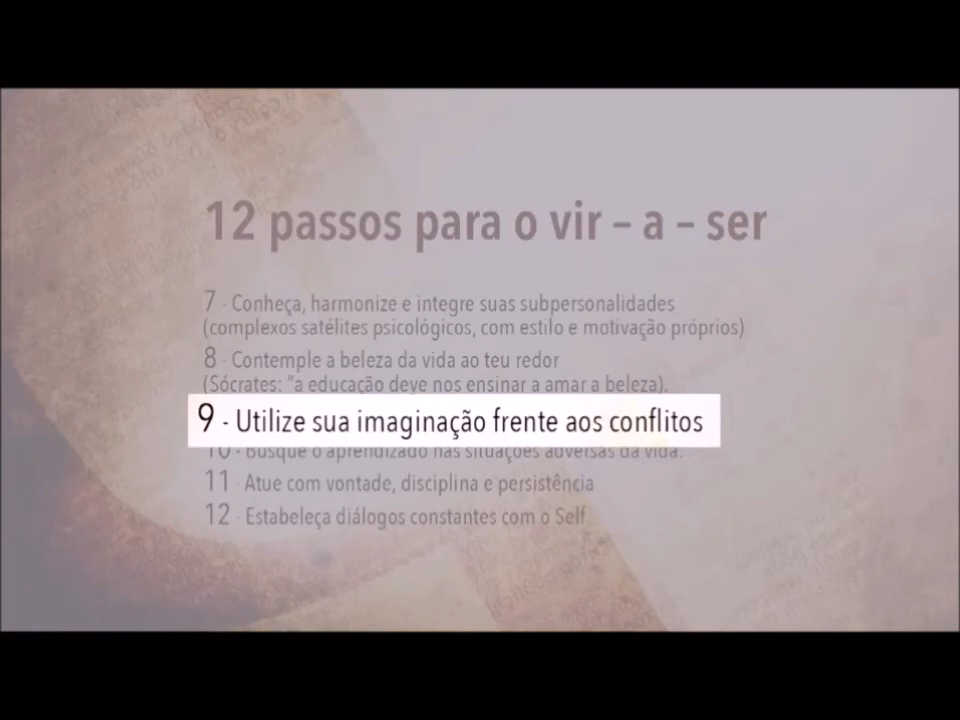 12 passos para o vir – a – ser
7 - Conheça, harmonize e integre suas subpersonalidades
(complexos satélites psicológicos, com estilo e motivação próprios)
8 - Contemple a beleza da vida ao teu redor
(Sócrates: "a educação deve nos ensinar a amar a beleza).
9 - Utilize sua imaginação frente aos conflitos
10 - Busque o aprendizado nas situações adversas da vida.
11 - Atue com vontade, disciplina e persistência
12 - Estabeleça diálogos constantes com o Self